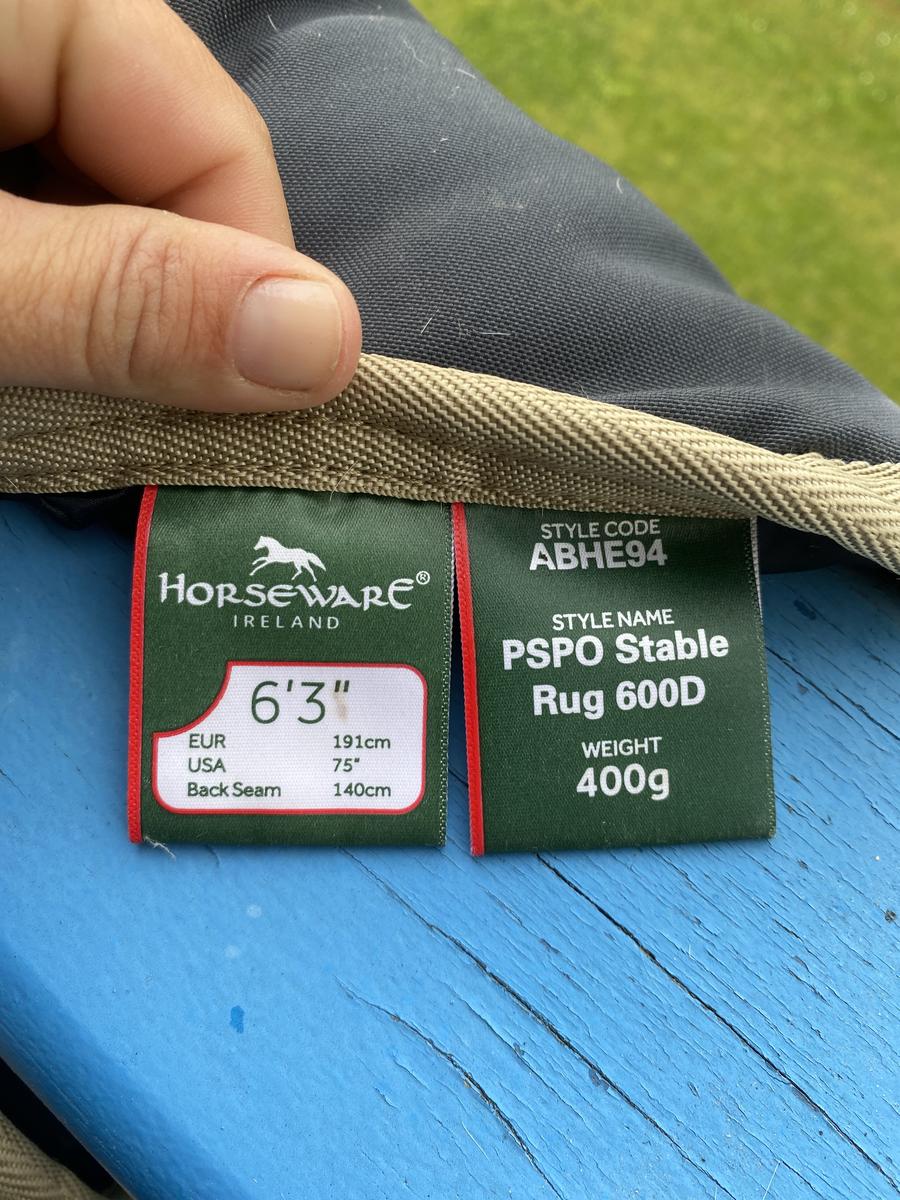 HORSEWARE®
IRELAND
6'3"
EUR 191cm
USA 75"
Back Seam 140cm
STYLE CODE
ABHE94
STYLE NAME
PSPO Stable
Rug 600D
WEIGHT
400g